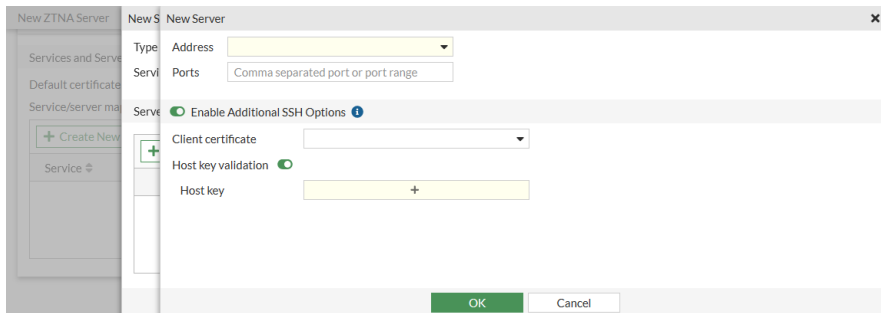 New ZTNA Server
New S
New Server
Services and Serve
Default certificate
Service/server ma
Create New
Service
Type
Servi
Serve
Address
Ports
Comma separated port or port range
Enable Additional SSH Options
Client certificate
Host key validation
Host key
OK
Cancel